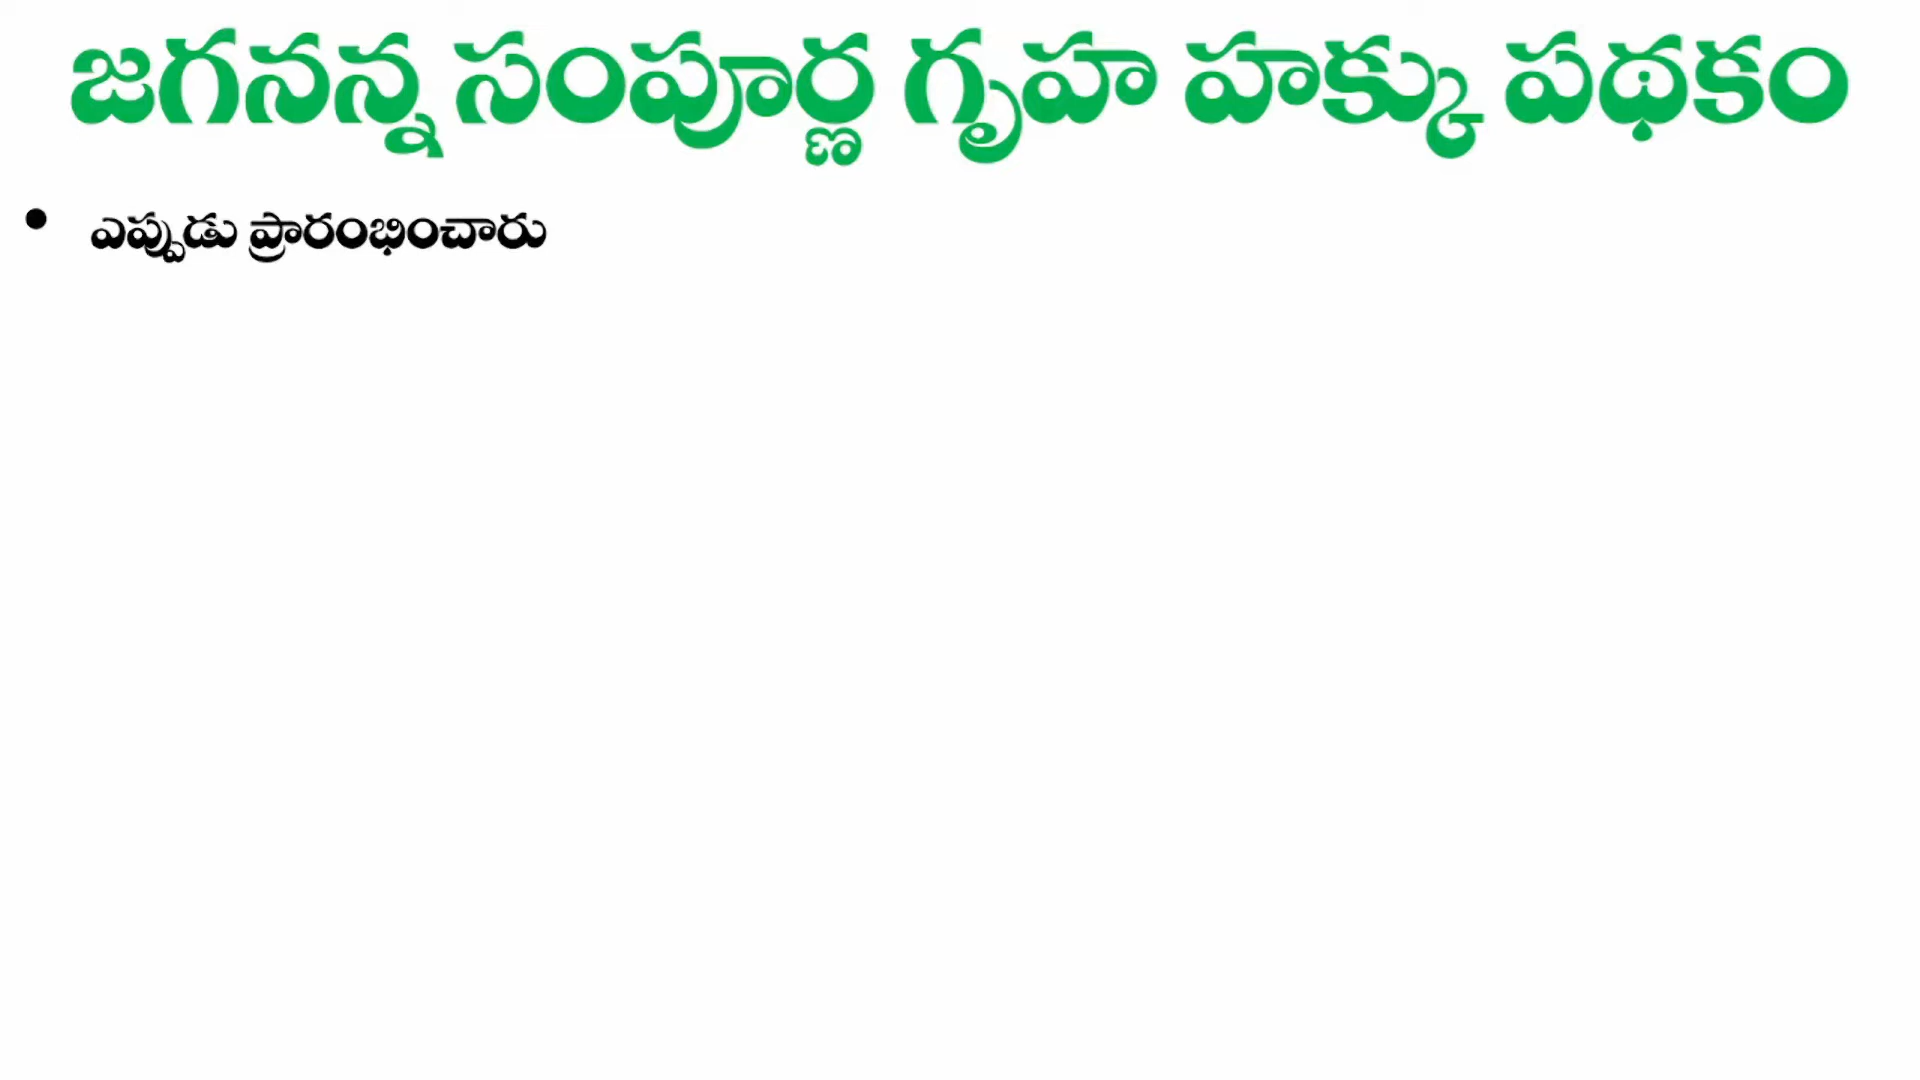 జగనన్న సంపూర్ణ గృహ హక్కు పథకం
• ఎప్పుడు ప్రారంభించారు